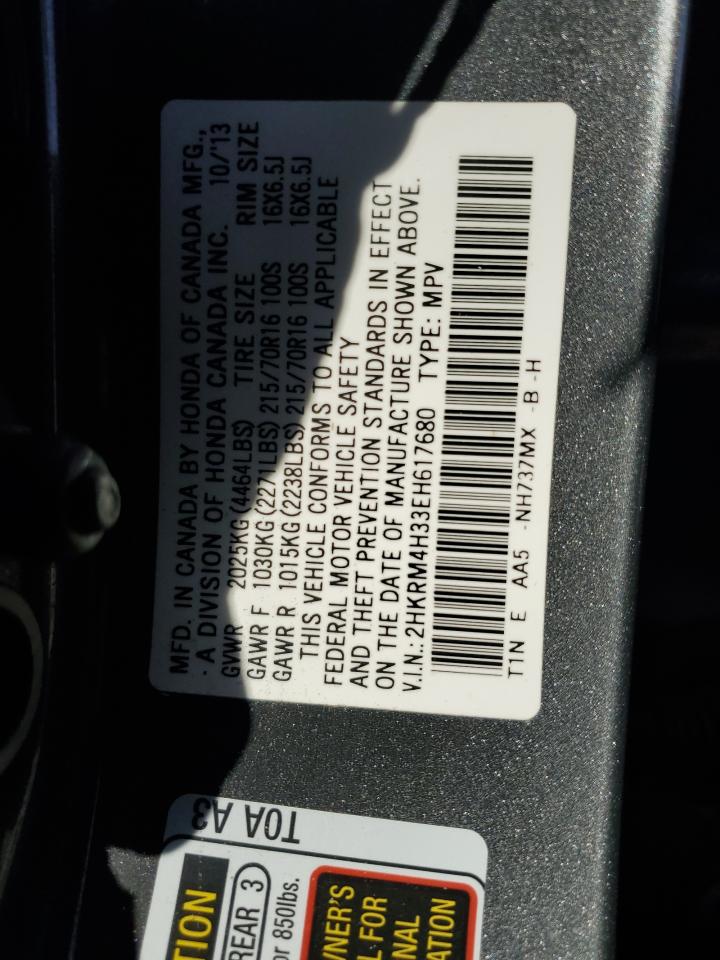 MFD. IN CANADA BY HONDA OF CANADA MFG.,
A DIVISION OF HONDA CANADA INC. 10/'13
GVWR 2025KG(4464LBS) TIRE SIZE RIM SIZE
GAWR F 1030KG(2271LBS) 215/70R16 100S 16X6.5J
GAWR R 1015KG(2238LBS) 215/70R16 100S 16X6.5J
THIS VEHICLE CONFORMS TO ALL APPLICABLE
FEDERAL MOTOR VEHICLE SAFETY
AND THEFT PREVENTION STANDARDS IN EFFECT
ON THE DATE OF MANUFACTURE SHOWN ABOVE.
V.I.N.: 2HKRM4H33EH617680 TYPE: MPV
T1N E AA5 -NH737MX -B -H
T0A A3
TION
REAR 3
or 850lbs.
NER'S
L FOR
NAL
ATION